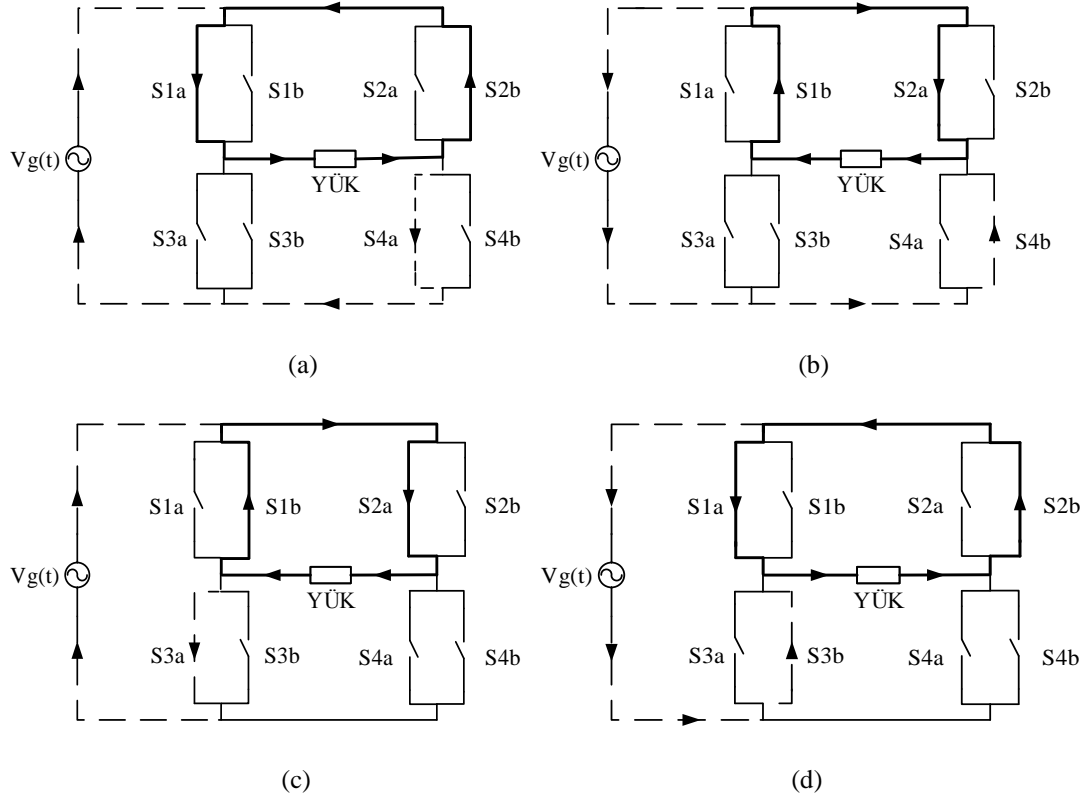 S1a S1b S2a S2b
Vg(t)
YÜK
S3a S3b S4a S4b
(a)
S1a S1b S2a S2b
Vg(t)
YÜK
S3a S3b S4a S4b
(b)
S1a S1b S2a S2b
Vg(t)
YÜK
S3a S3b S4a S4b
(c)
S1a S1b S2a S2b
Vg(t)
YÜK
S3a S3b S4a S4b
(d)